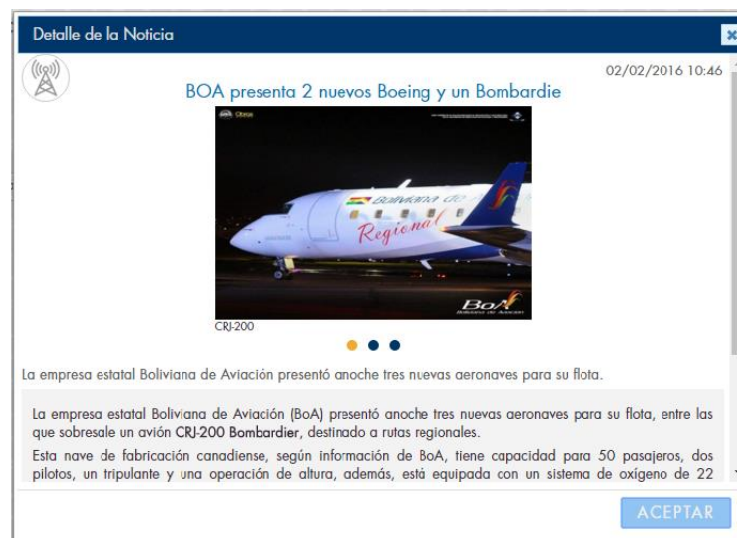 Detalle de la Noticia
02/02/2016 10:46
BOA presenta 2 nuevos Boeing y un Bombardie
Boliviana de
Regional
BoA
Boliviana de Aviación
CRJ-200
La empresa estatal Boliviana de Aviación presentó anoche tres nuevas aeronaves para su flota.
La empresa estatal Boliviana de Aviación (BoA) presentó anoche tres nuevas aeronaves para su flota, entre las
que sobresale un avión CRJ-200 Bombardier, destinado a rutas regionales.
Esta nave de fabricación canadiense, según información de BoA, tiene capacidad para 50 pasajeros, dos
pilotos, un tripulante y una operación de altura, además, está equipada con un sistema de oxígeno de 22
ACEPTAR